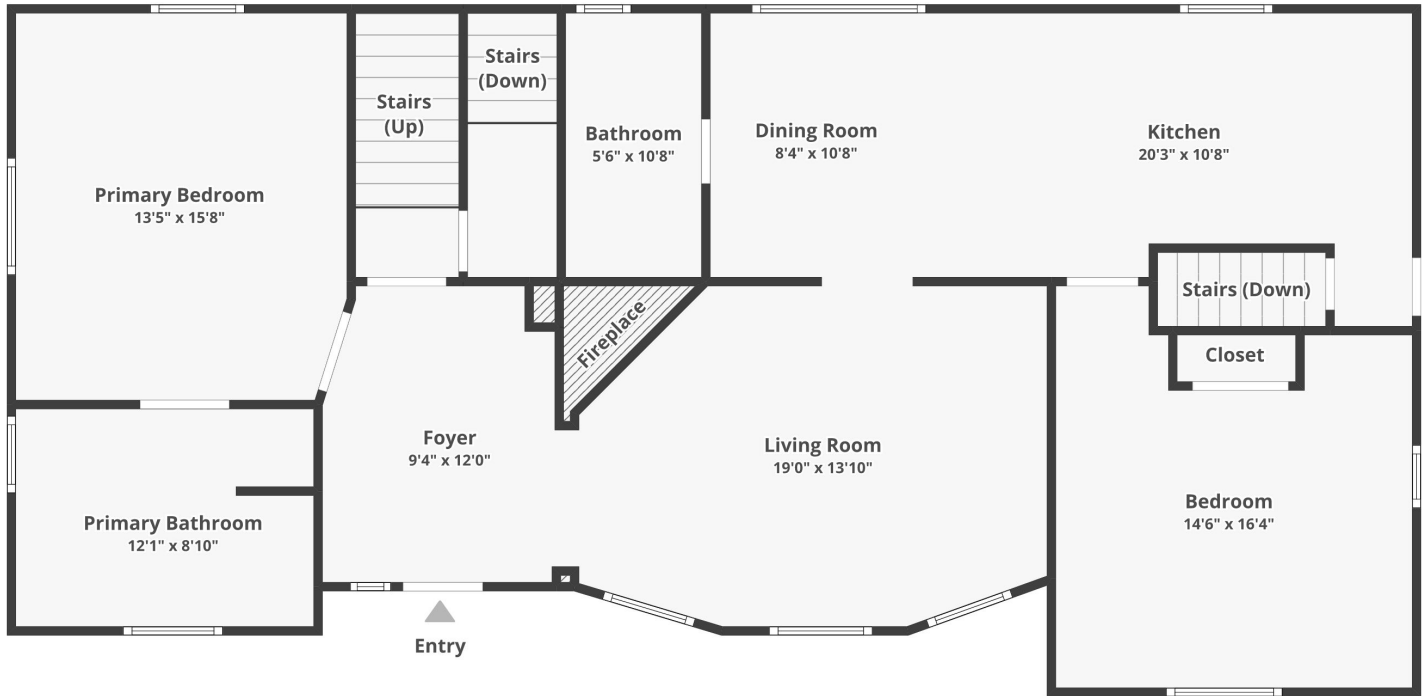 Stairs
(Down)
Stairs
(Up)
Bathroom
5'6" x 10'8"
Dining Room
8'4" x 10'8"
Kitchen
20'3" x 10'8"
Primary Bedroom
13'5" x 15'8"
Stairs (Down)
Fireplace
Closet
Foyer
9'4" x 12'0"
Living Room
19'0" x 13'10"
Bedroom
14'6" x 16'4"
Primary Bathroom
12'1" x 8'10"
Entry